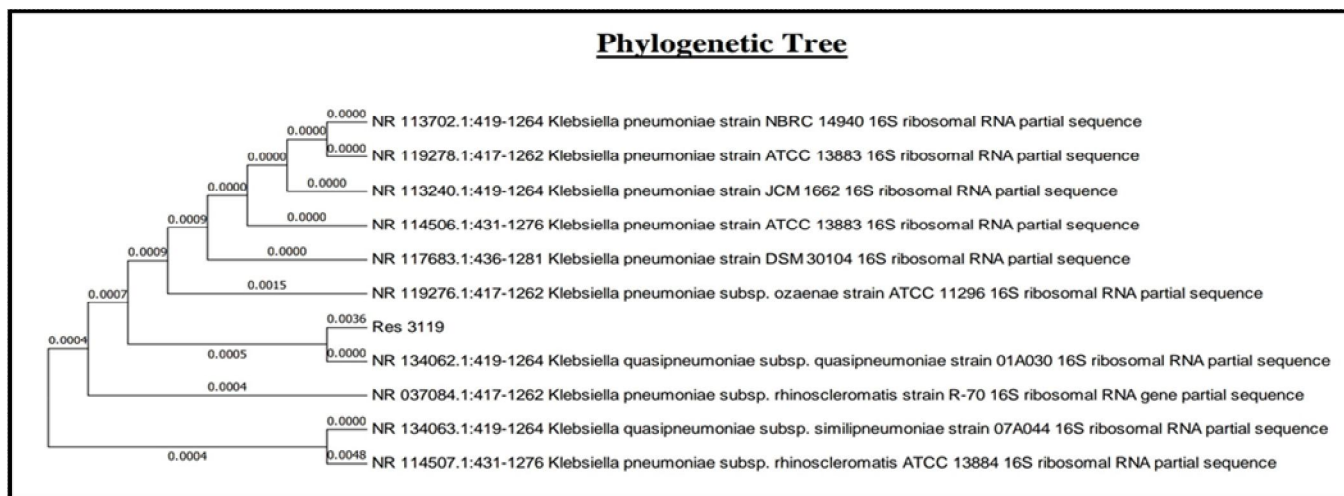 Phylogenetic Tree
0.0000
NR 113702.1:419-1264 Klebsiella pneumoniae strain NBRC 14940 16S ribosomal RNA partial sequence
0.0000
0.0000
NR 119278.1:417-1262 Klebsiella pneumoniae strain ATCC 13883 16S ribosomal RNA partial sequence
0.0000
0.0000
NR 113240.1:419-1264 Klebsiella pneumoniae strain JCM 1662 16S ribosomal RNA partial sequence
0.0000
0.0000
NR 114506.1:431-1276 Klebsiella pneumoniae strain ATCC 13883 16S ribosomal RNA partial sequence
0.0009
0.0000
NR 117683.1:436-1281 Klebsiella pneumoniae strain DSM 30104 16S ribosomal RNA partial sequence
0.0009
0.0015
NR 119276.1:417-1262 Klebsiella pneumoniae subsp. ozaenae strain ATCC 11296 16S ribosomal RNA partial sequence
0.0007
0.0036
Res 3119
0.0005
0.0000
NR 134062.1:419-1264 Klebsiella quasipneumoniae subsp. quasipneumoniae strain 01A030 16S ribosomal RNA partial sequence
0.0004
0.0004
NR 037084.1:417-1262 Klebsiella pneumoniae subsp. rhinoscleromatis strain R-70 16S ribosomal RNA gene partial sequence
0.0000
NR 134063.1:419-1264 Klebsiella quasipneumoniae subsp. similipneumoniae strain 07A044 16S ribosomal RNA partial sequence
0.0004
0.0048
NR 114507.1:431-1276 Klebsiella pneumoniae subsp. rhinoscleromatis ATCC 13884 16S ribosomal RNA partial sequence